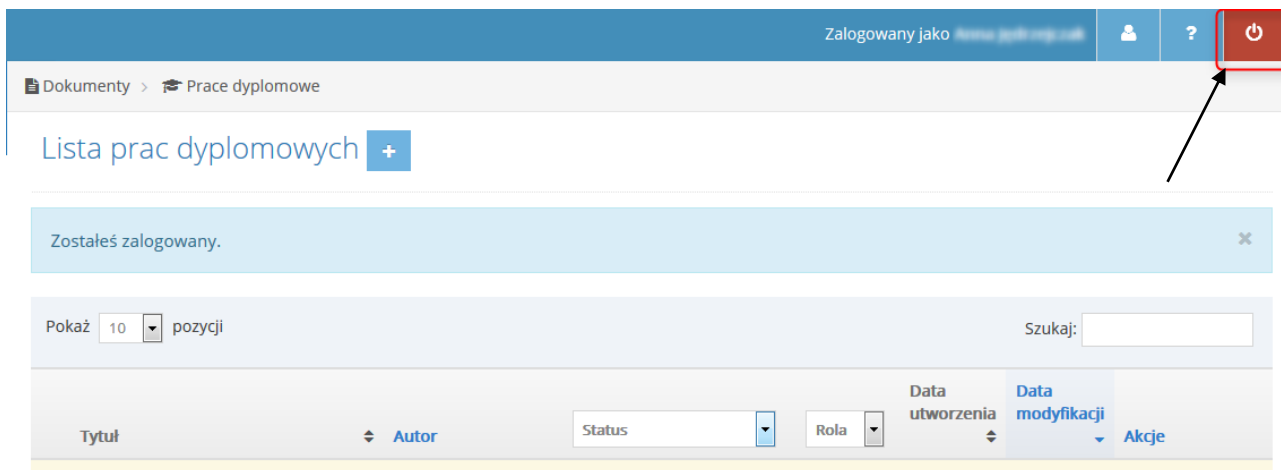 Zalogowany jako
?
Dokumenty > Prace dyplomowe
Lista prac dyplomowych +
Zostałeś zalogowany.
Pokaż 10 pozycji Szukaj:
Tytuł Autor Status Rola Data utworzenia Data modyfikacji Akcje